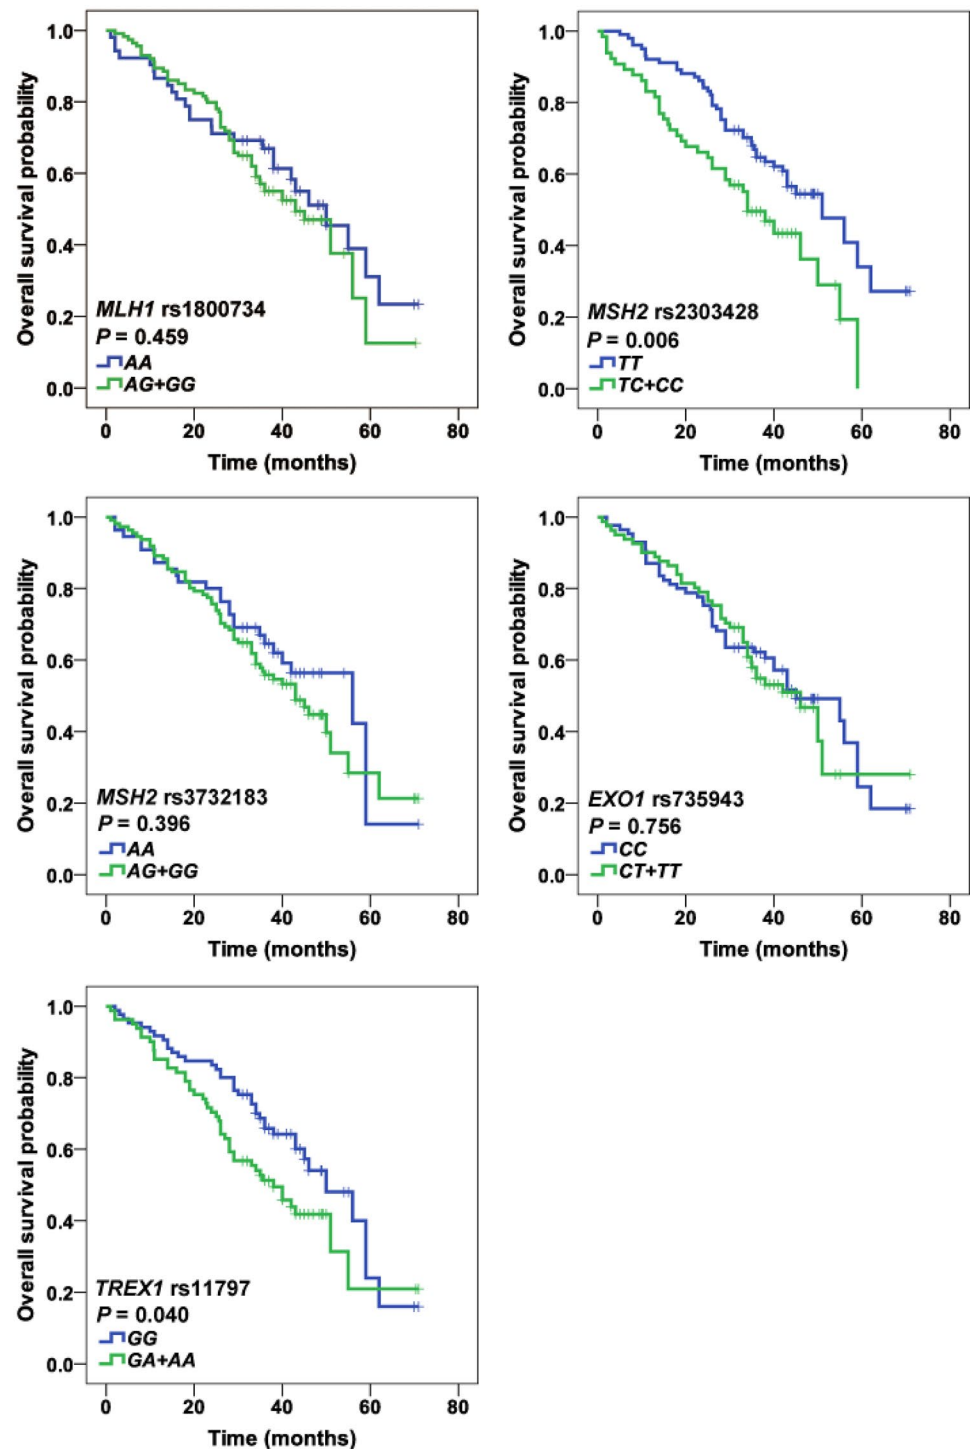 Overall survival probability
1.0
0.8
0.6
0.4
0.2
0.0
MLH1 rs1800734
P = 0.459
AA
AG+GG
0 20 40 60 80
Time (months)
Overall survival probability
1.0
0.8
0.6
0.4
0.2
0.0
MSH2 rs2303428
P = 0.006
TT
TC+CC
0 20 40 60 80
Time (months)
Overall survival probability
1.0
0.8
0.6
0.4
0.2
0.0
MSH2 rs3732183
P = 0.396
AA
AG+GG
0 20 40 60 80
Time (months)
Overall survival probability
1.0
0.8
0.6
0.4
0.2
0.0
EXO1 rs735943
P = 0.756
CC
CT+TT
0 20 40 60 80
Time (months)
Overall survival probability
1.0
0.8
0.6
0.4
0.2
0.0
TREX1 rs11797
P = 0.040
GG
GA+AA
0 20 40 60 80
Time (months)